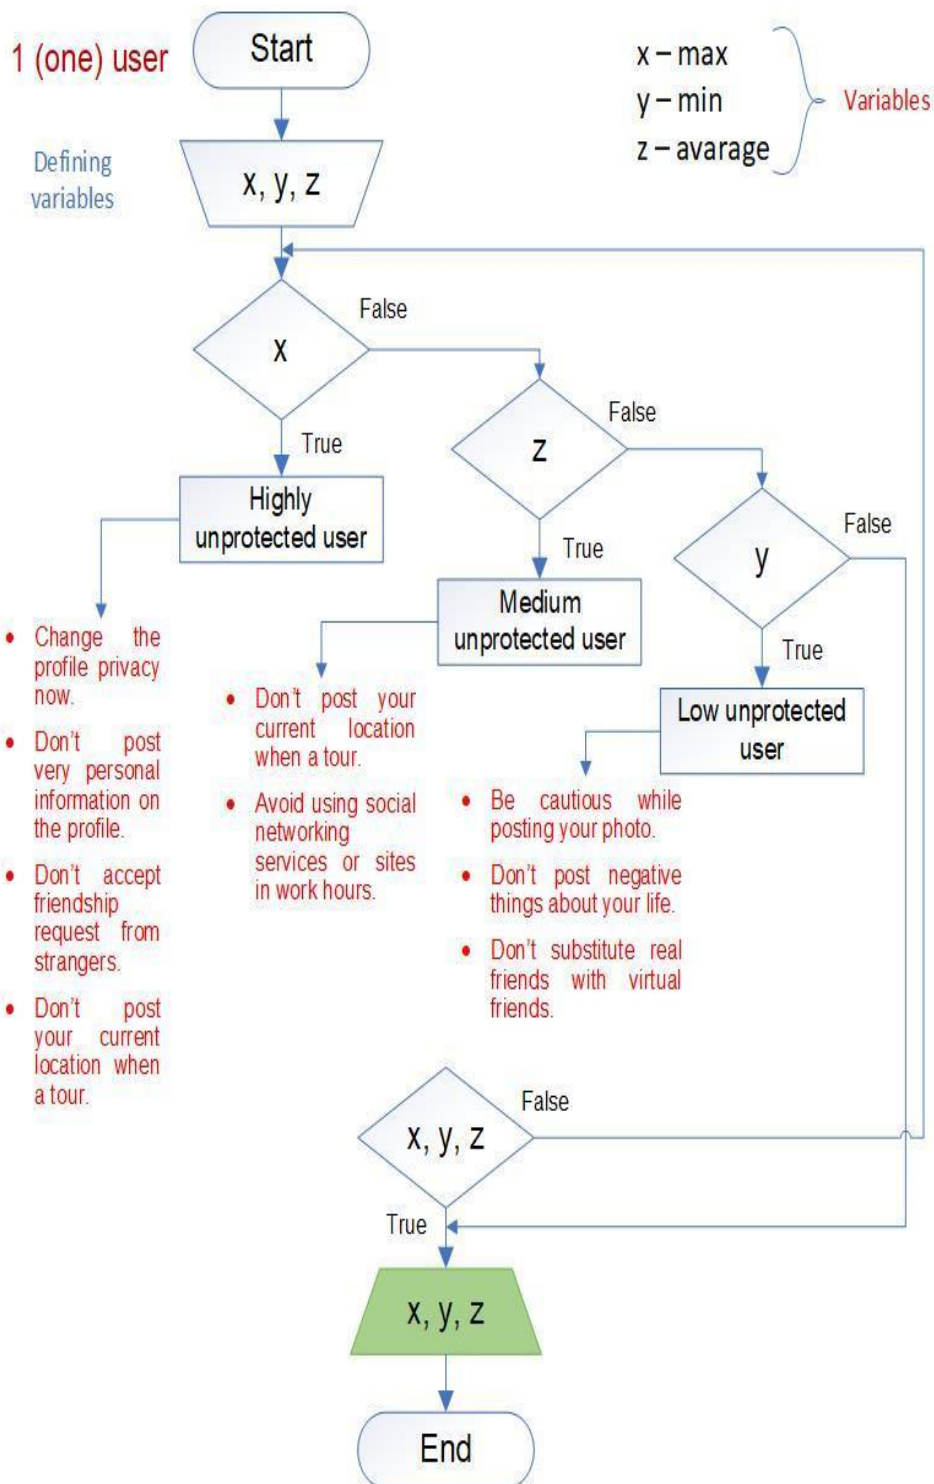 1 (one) user
Start
x – max
y – min
z – avarage
Variables
Defining
variables
x, y, z
x
False
True
z
False
True
y
False
True
Highly
unprotected user
Medium
unprotected user
Low unprotected
user
• Change the
profile privacy
now.
• Don't post
very personal
information on
the profile.
• Don't accept
friendship
request from
strangers.
• Don't post
your current
location when
a tour.
• Don't post your
current location
when a tour.
• Avoid using social
networking
services or sites
in work hours.
• Be cautious while
posting your photo.
• Don't post negative
things about your life.
• Don't substitute real
friends with virtual
friends.
x, y, z
False
True
x, y, z
End